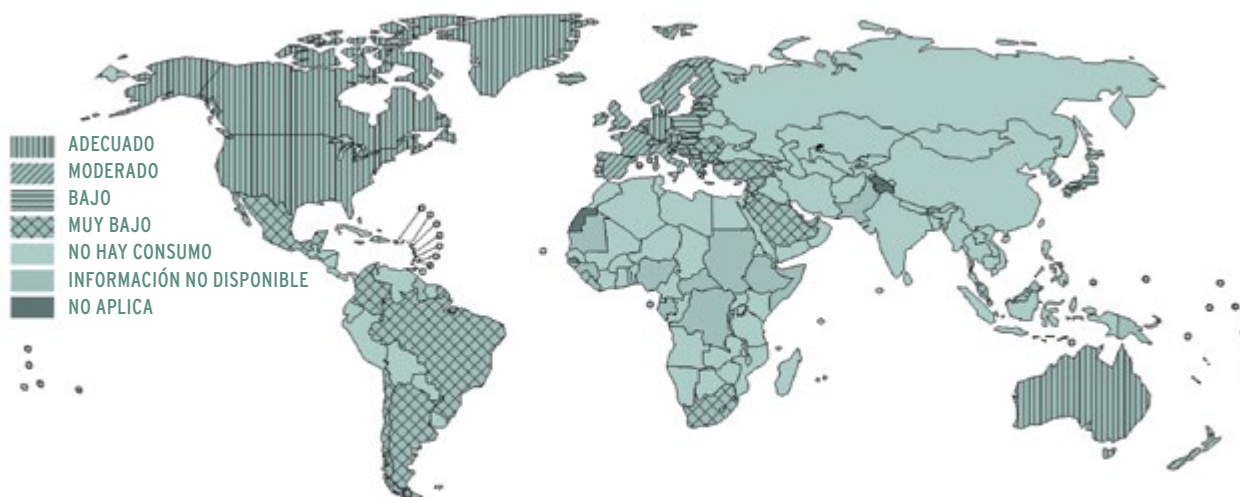 ADECUADO
MODERADO
BAJO
MUY BAJO
NO HAY CONSUMO
INFORMACIÓN NO DISPONIBLE
NO APLICA